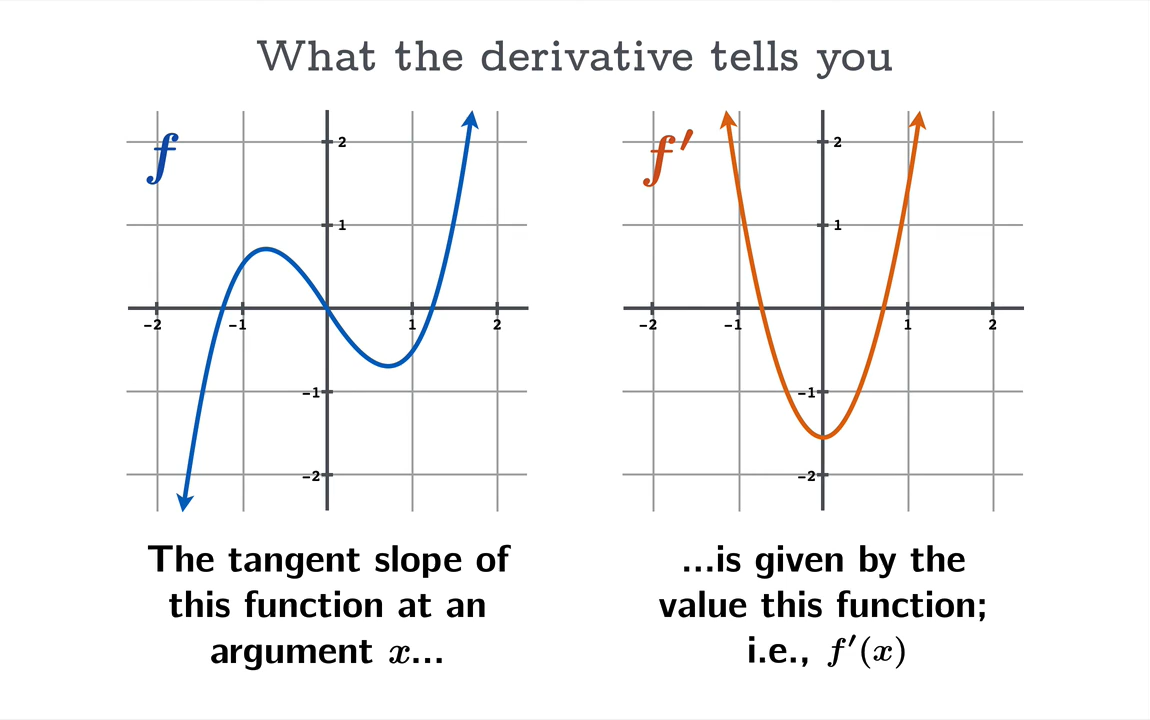 What the derivative tells you
f
2
1
-2
-1
1
2
-1
-2
f′
2
1
-2
-1
1
2
-1
-2
The tangent slope of
this function at an
argument x...
...is given by the
value this function;
i.e., f′(x)